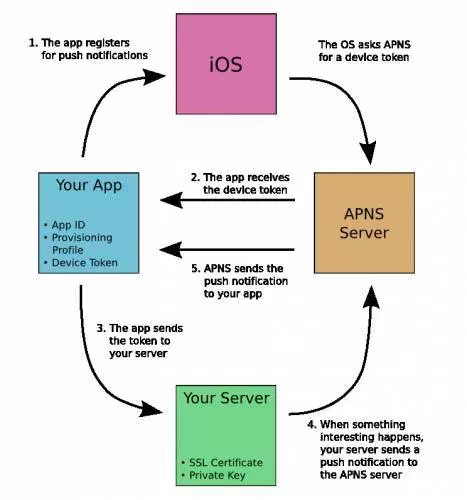 1. The app registers
for push notifications
iOS
The OS asks APNS
for a device token
Your App
• App ID
• Provisioning
Profile
• Device Token
2. The app receives
the device token
APNS
Server
5. APNS sends the
push notification
to your app
3. The app sends
the token to
your server
Your Server
• SSL Certificate
• Private Key
4. When something
interesting happens,
your server sends a
push notification to
the APNS server